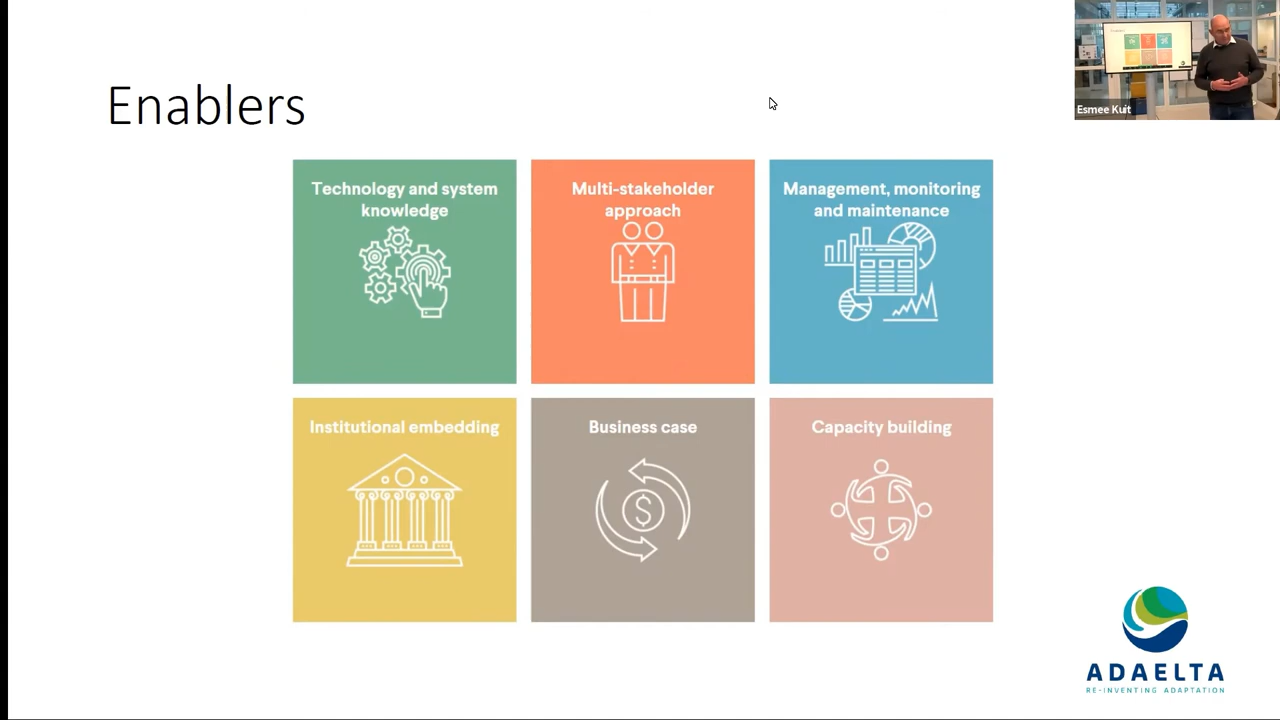 Enablers
Esmee Kuit
Technology and system
knowledge
Multi-stakeholder
approach
Management, monitoring
and maintenance
Institutional embedding
Business case
$
Capacity building
ADAELTA
RE-INVENTING ADAPTATION